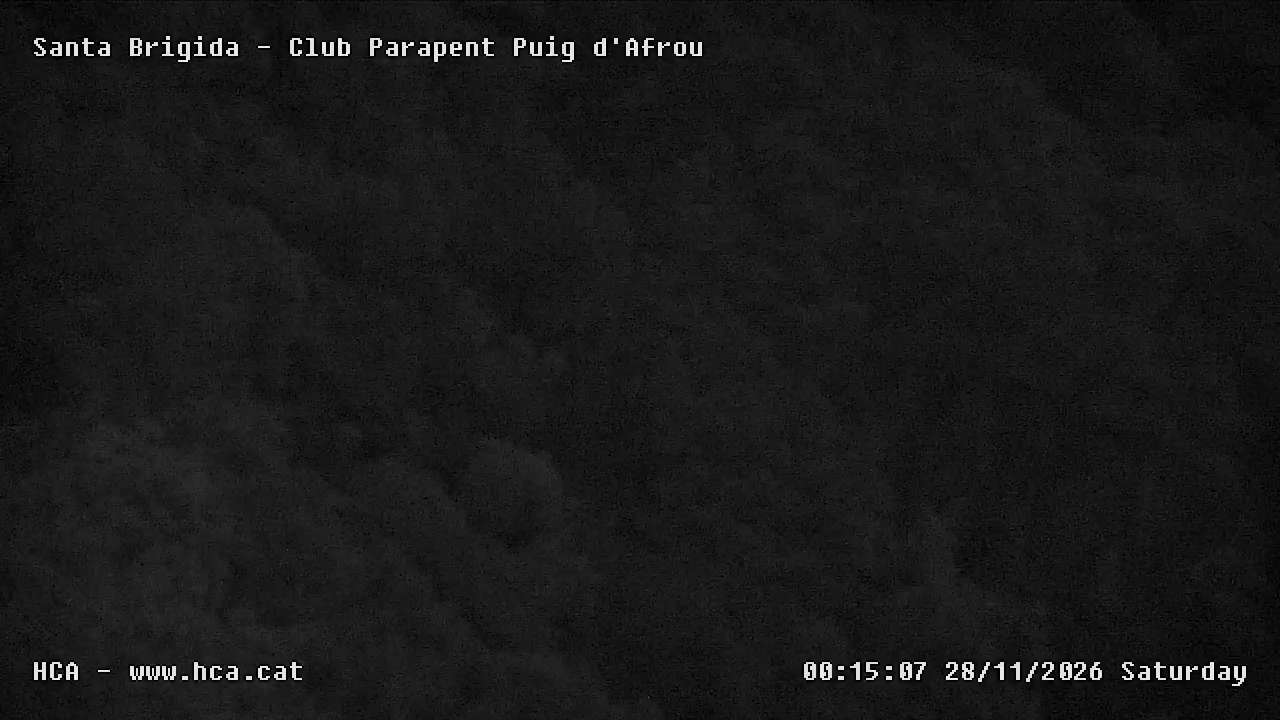 Santa Brigida - Club Parapent Puig d'Afrou
HCA - www.hca.cat
00:15:07 28/11/2026 Saturday